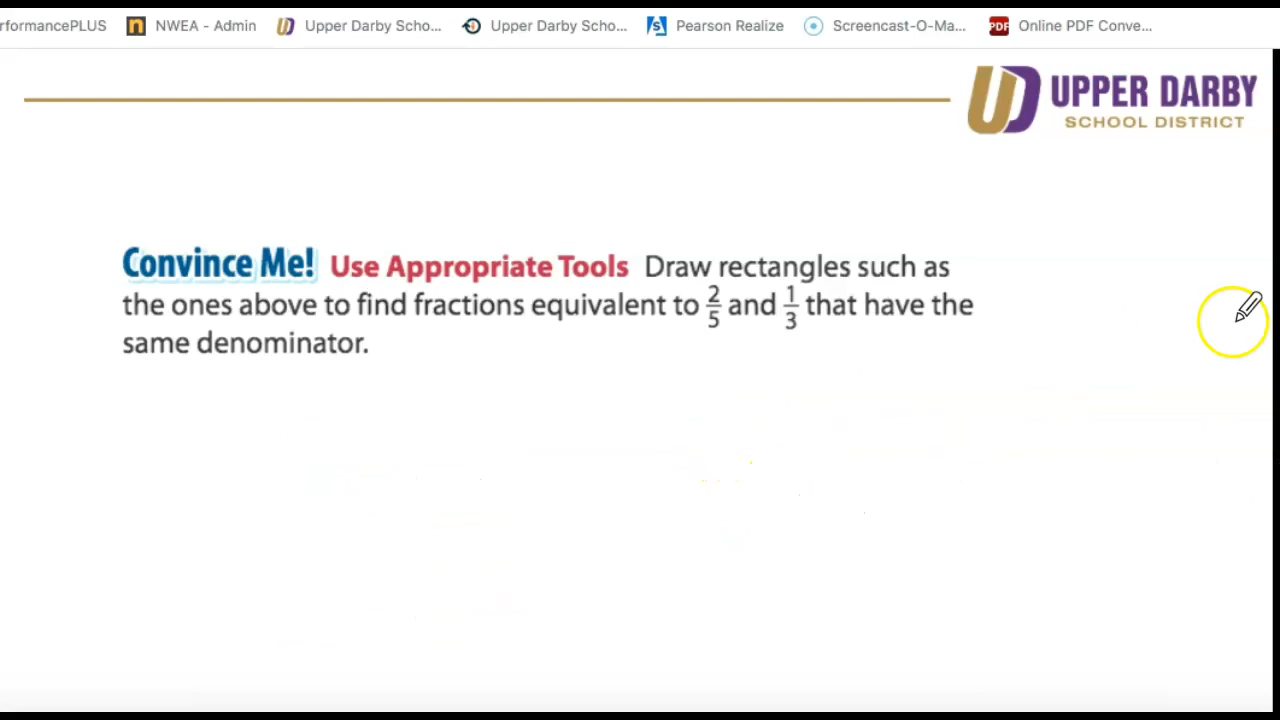 rformancePLUS NWEA - Admin Upper Darby Scho... Upper Darby Scho... Pearson Realize Screencast-O-Ma... PDF Online PDF Conve...
UD UPPER DARBY
SCHOOL DISTRICT
Convince Me! Use Appropriate Tools Draw rectangles such as
the ones above to find fractions equivalent to 2/5 and 1/3 that have the
same denominator.